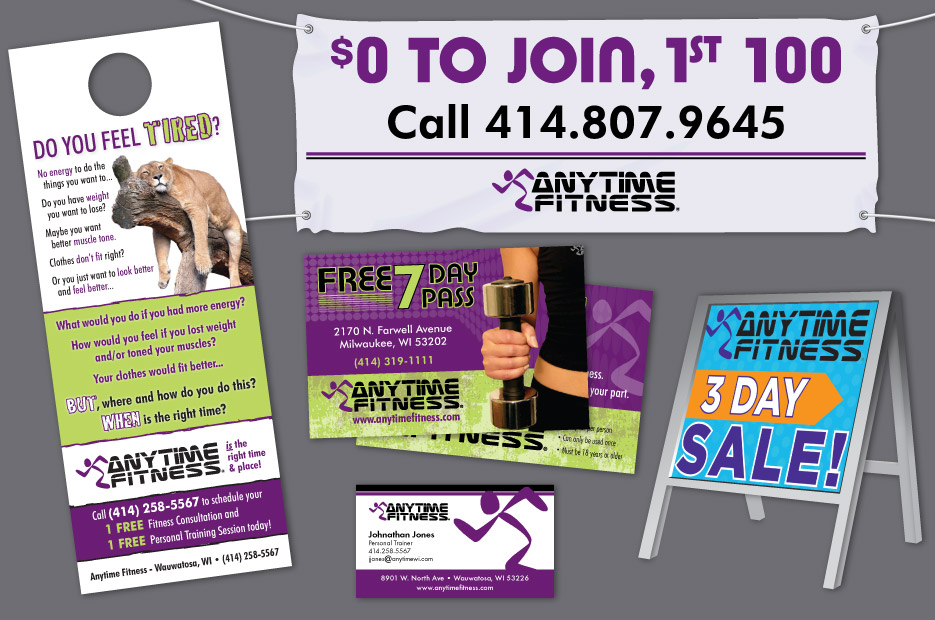 DO YOU FEEL TIRED?
No energy to do the
things you want to...
Do you have weight
you want to lose?
Maybe you want
better muscle tone.
Clothes don't fit right?
Or you just want to look better
and feel better...
What would you do if you had more energy?
How would you feel if you lost weight
and/or toned your muscles?
Your clothes would fit better...
BUT, where and how do you do this?
WHEN is the right time?
ANYTIME
FITNESS®
is the
right time
& place!
Call (414) 258-5567 to schedule your
1 FREE Fitness Consultation and
1 FREE Personal Training Session today!
Anytime Fitness - Wauwatosa, WI • (414) 258-5567
$0 TO JOIN, 1ST 100
Call 414.807.9645
ANYTIME
FITNESS®
FREE 7 DAY
PASS
2170 N. Farwell Avenue
Milwaukee, WI 53202
(414) 319-1111
ANYTIME
FITNESS®
www.anytimefitness.com
your part.
per person
• Can only be used once
• Must be 18 years or older
FITNESS.
ANYTIME
FITNESS®
Johnathan Jones
Personal Trainer
414.258.5567
jjones@anytimewi.com
8901 W. North Ave • Wauwatosa, WI 53226
www.anytimefitness.com
ANYTIME
FITNESS
3 DAY
SALE!